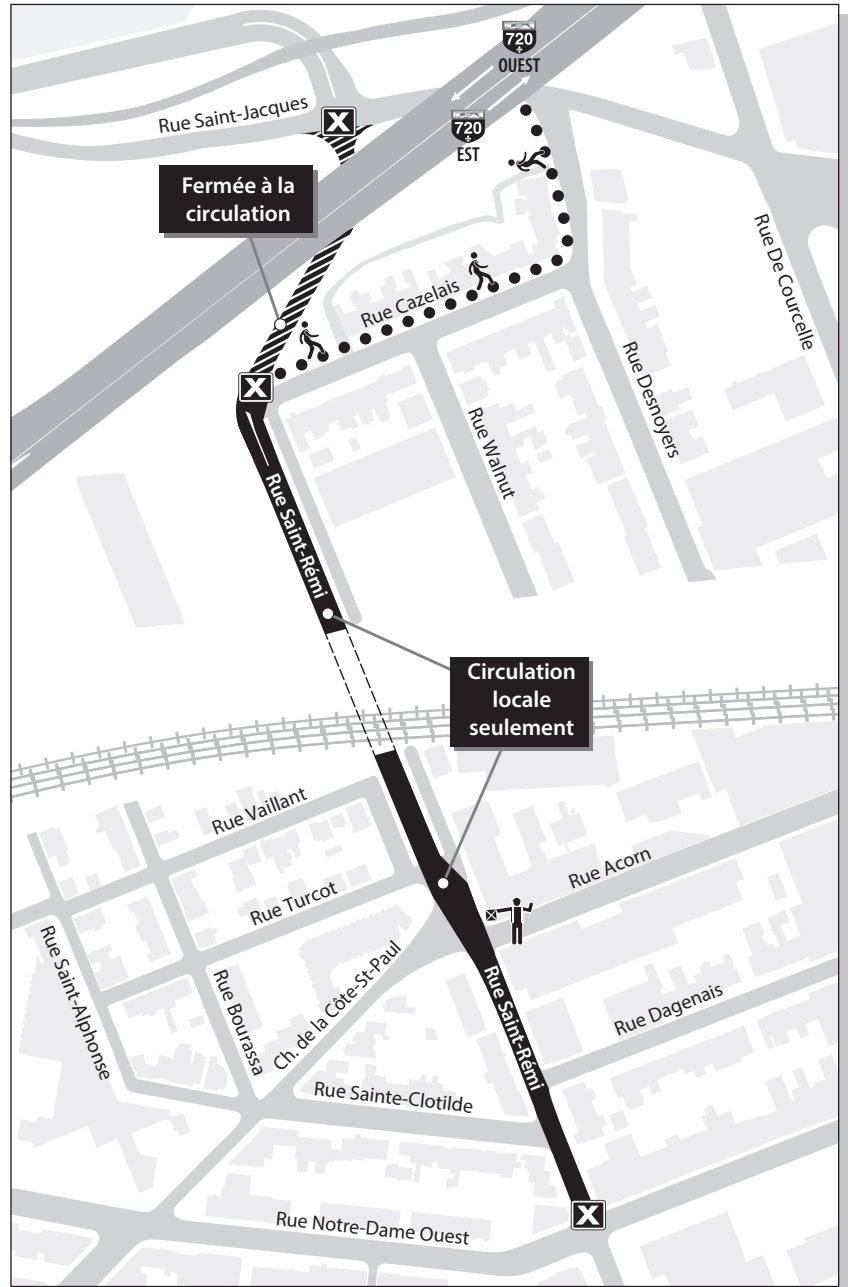 720
OUEST
720
EST
Rue Saint-Jacques
X
Fermée à la
circulation
Rue De Courcelle
Rue Cazelais
Rue Desnoyers
X
Rue Walnut
Rue Saint-Rémi
Circulation
locale
seulement
Rue Vaillant
Rue Acorn
Rue Turcot
Rue Saint-Alphonse
Rue Bourassa
Ch. de la Côte-St-Paul
Rue Saint-Rémi
Rue Dagenais
Rue Sainte-Clotilde
X
Rue Notre-Dame Ouest